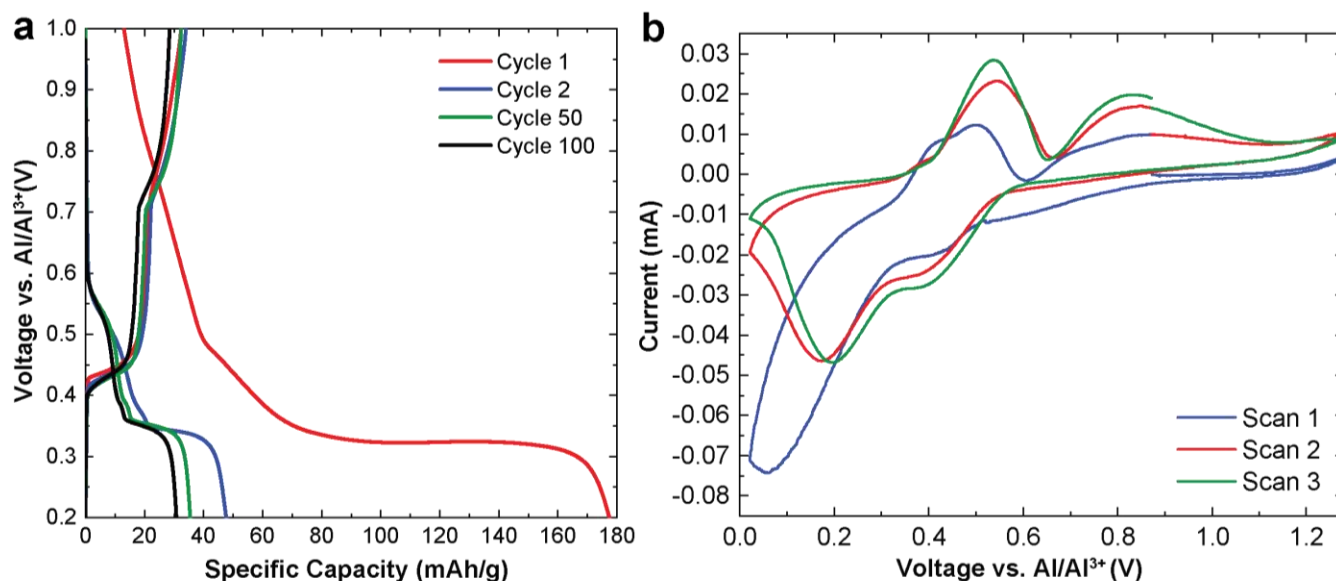 a
1.0
0.9
0.8
0.7
0.6
0.5
0.4
0.3
0.2
Voltage vs. Al/Al³⁺(V)
Cycle 1
Cycle 2
Cycle 50
Cycle 100
0 20 40 60 80 100 120 140 160 180
Specific Capacity (mAh/g)
b
0.03
0.02
0.01
0.00
-0.01
-0.02
-0.03
-0.04
-0.05
-0.06
-0.07
-0.08
Current (mA)
Scan 1
Scan 2
Scan 3
0.0 0.2 0.4 0.6 0.8 1.0 1.2
Voltage vs. Al/Al³⁺ (V)